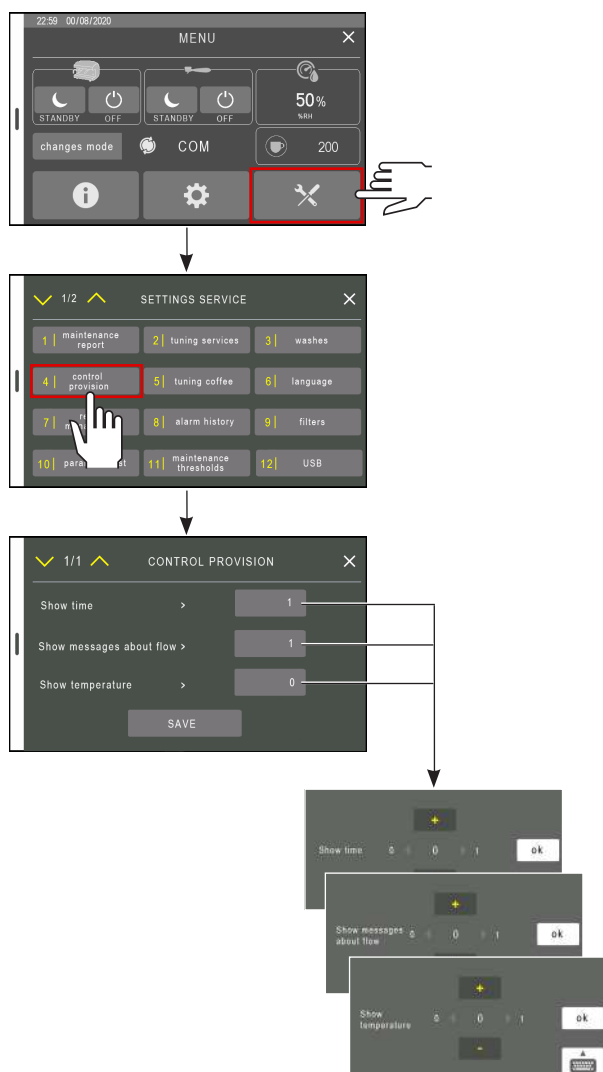 22:59 00/08/2020
MENU
STANDBY OFF STANDBY OFF
50%
%RH
changes mode COM 200
1/2 SETTINGS SERVICE
1| maintenance report 2| tuning services 3| washes
4| control provision 5| tuning coffee 6| language
7| 8| alarm history 9| filters
10| 11| maintenance thresholds 12| USB
1/1 CONTROL PROVISION
Show time > 1
Show messages about flow > 1
Show temperature > 0
SAVE
+
Show time 0 0 1 ok
+
Show messages about flow 0 0 1 ok
+
Show temperature 0 0 1 ok
-